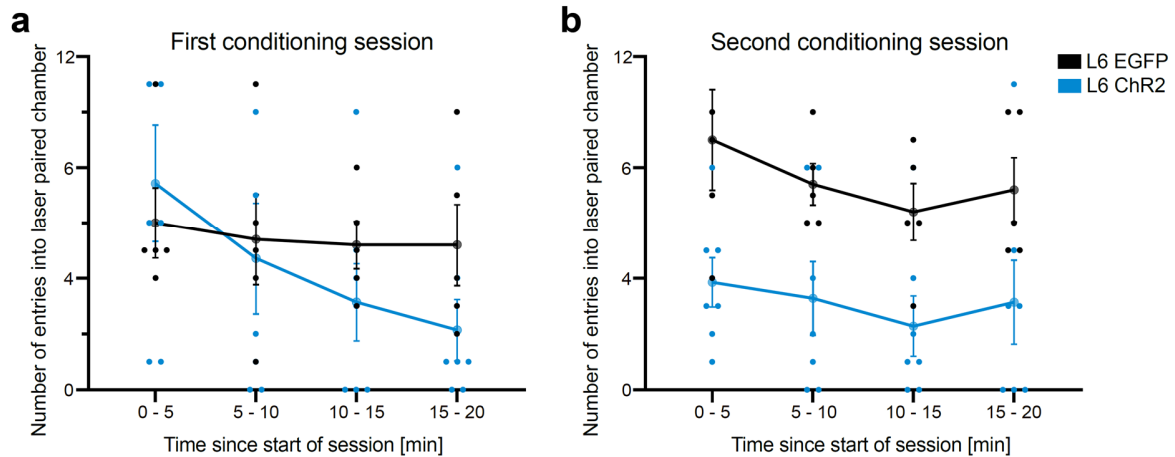 a
First conditioning session
Number of entries into laser paired chamber
12
6
4
0
0 - 5
5 - 10
10 - 15
15 - 20
Time since start of session [min]
b
Second conditioning session
L6 EGFP
L6 ChR2
Number of entries into laser paired chamber
12
6
4
0
0 - 5
5 - 10
10 - 15
15 - 20
Time since start of session [min]